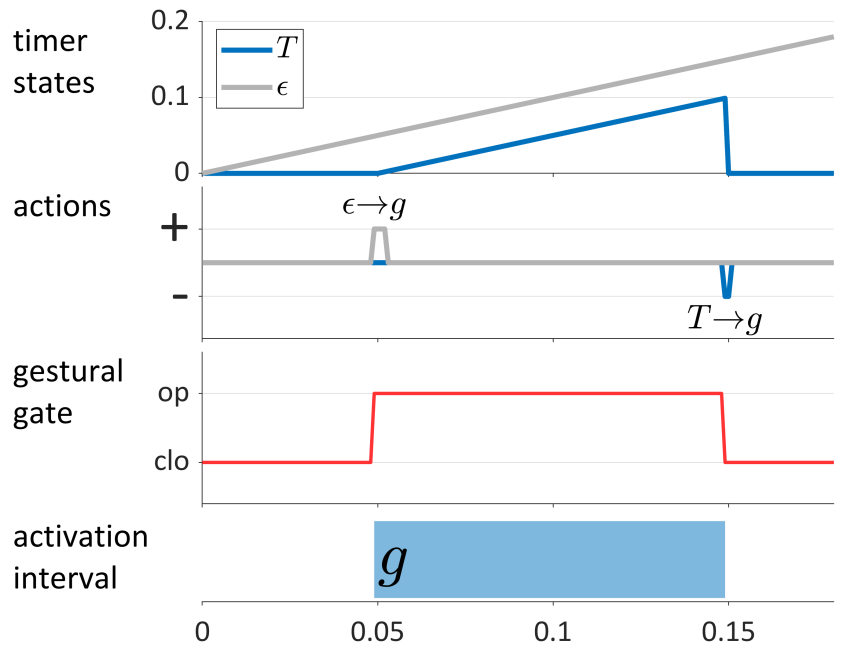 timer
states
0.2
0.1
0
T
ϵ
actions
+
-
ϵ→g
T→g
gestural
gate
op
clo
activation
interval
g
0 0.05 0.1 0.15